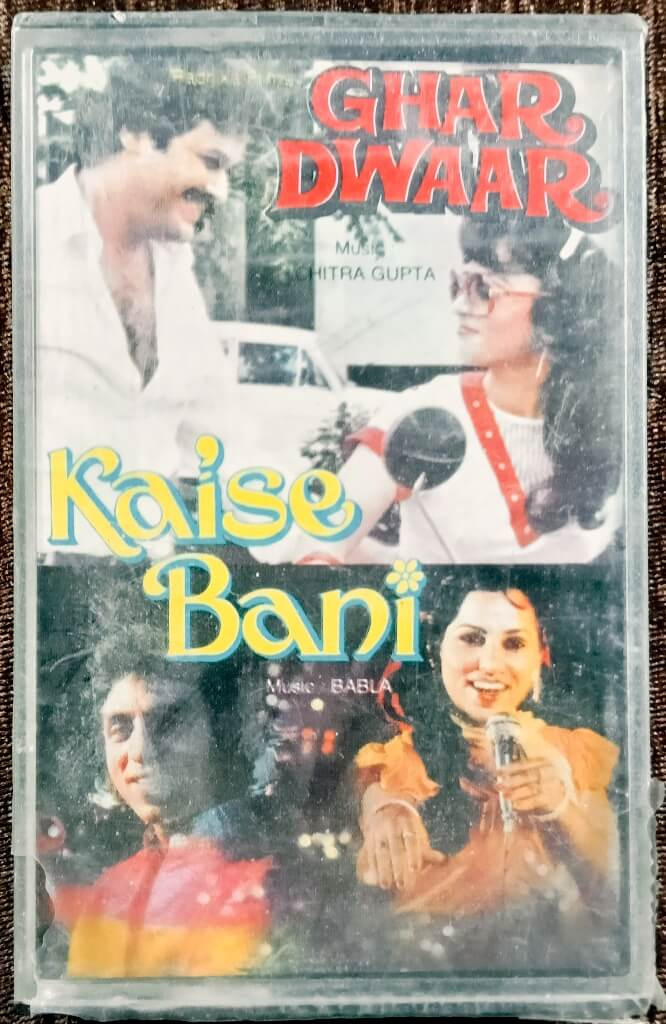 GHAR
DWAAR
Music
CHITRA GUPTA
Kaise
Bani
Music : BABLA